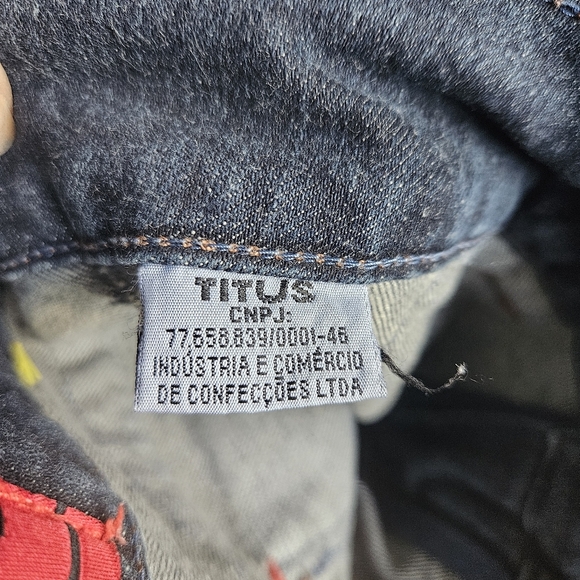 TITUS
CNPJ:
77.658.839/0001-46
INDÚSTRIA E COMÉRCIO
DE CONFECÇÕES LTDA